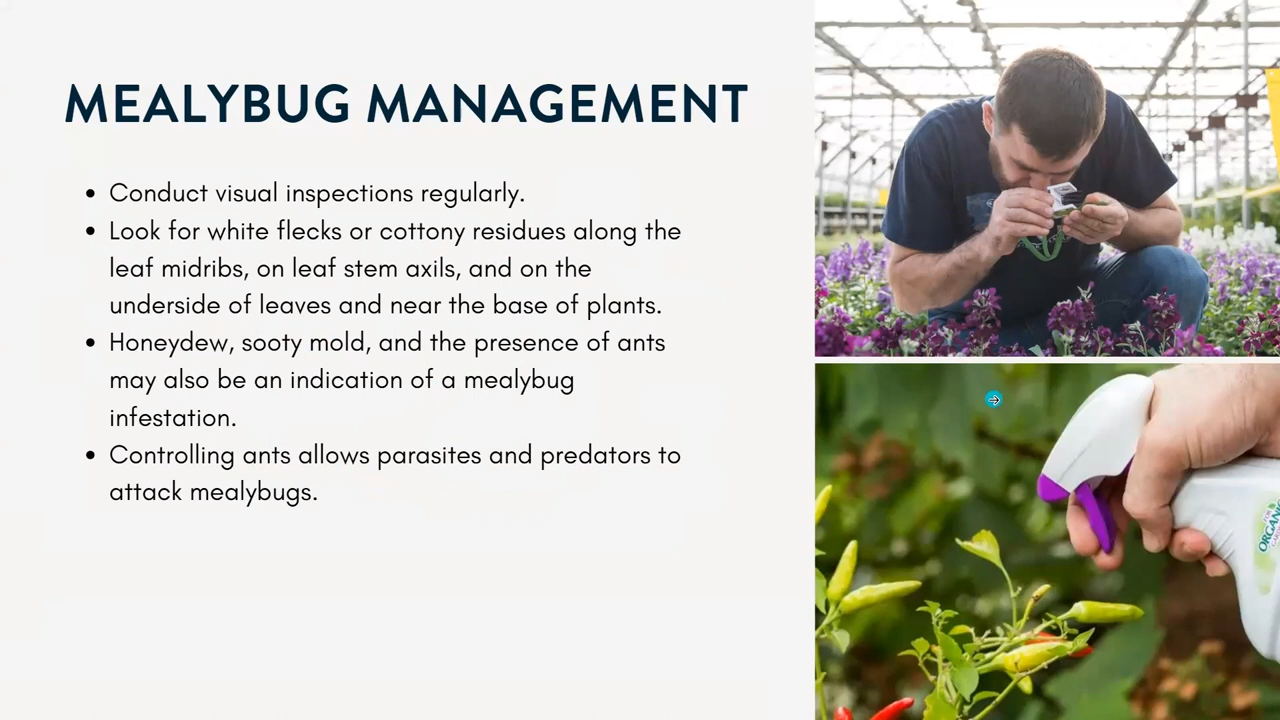 MEALYBUG MANAGEMENT
• Conduct visual inspections regularly.
• Look for white flecks or cottony residues along the
leaf midribs, on leaf stem axils, and on the
underside of leaves and near the base of plants.
• Honeydew, sooty mold, and the presence of ants
may also be an indication of a mealybug
infestation.
• Controlling ants allows parasites and predators to
attack mealybugs.
FOR
ORGANIC